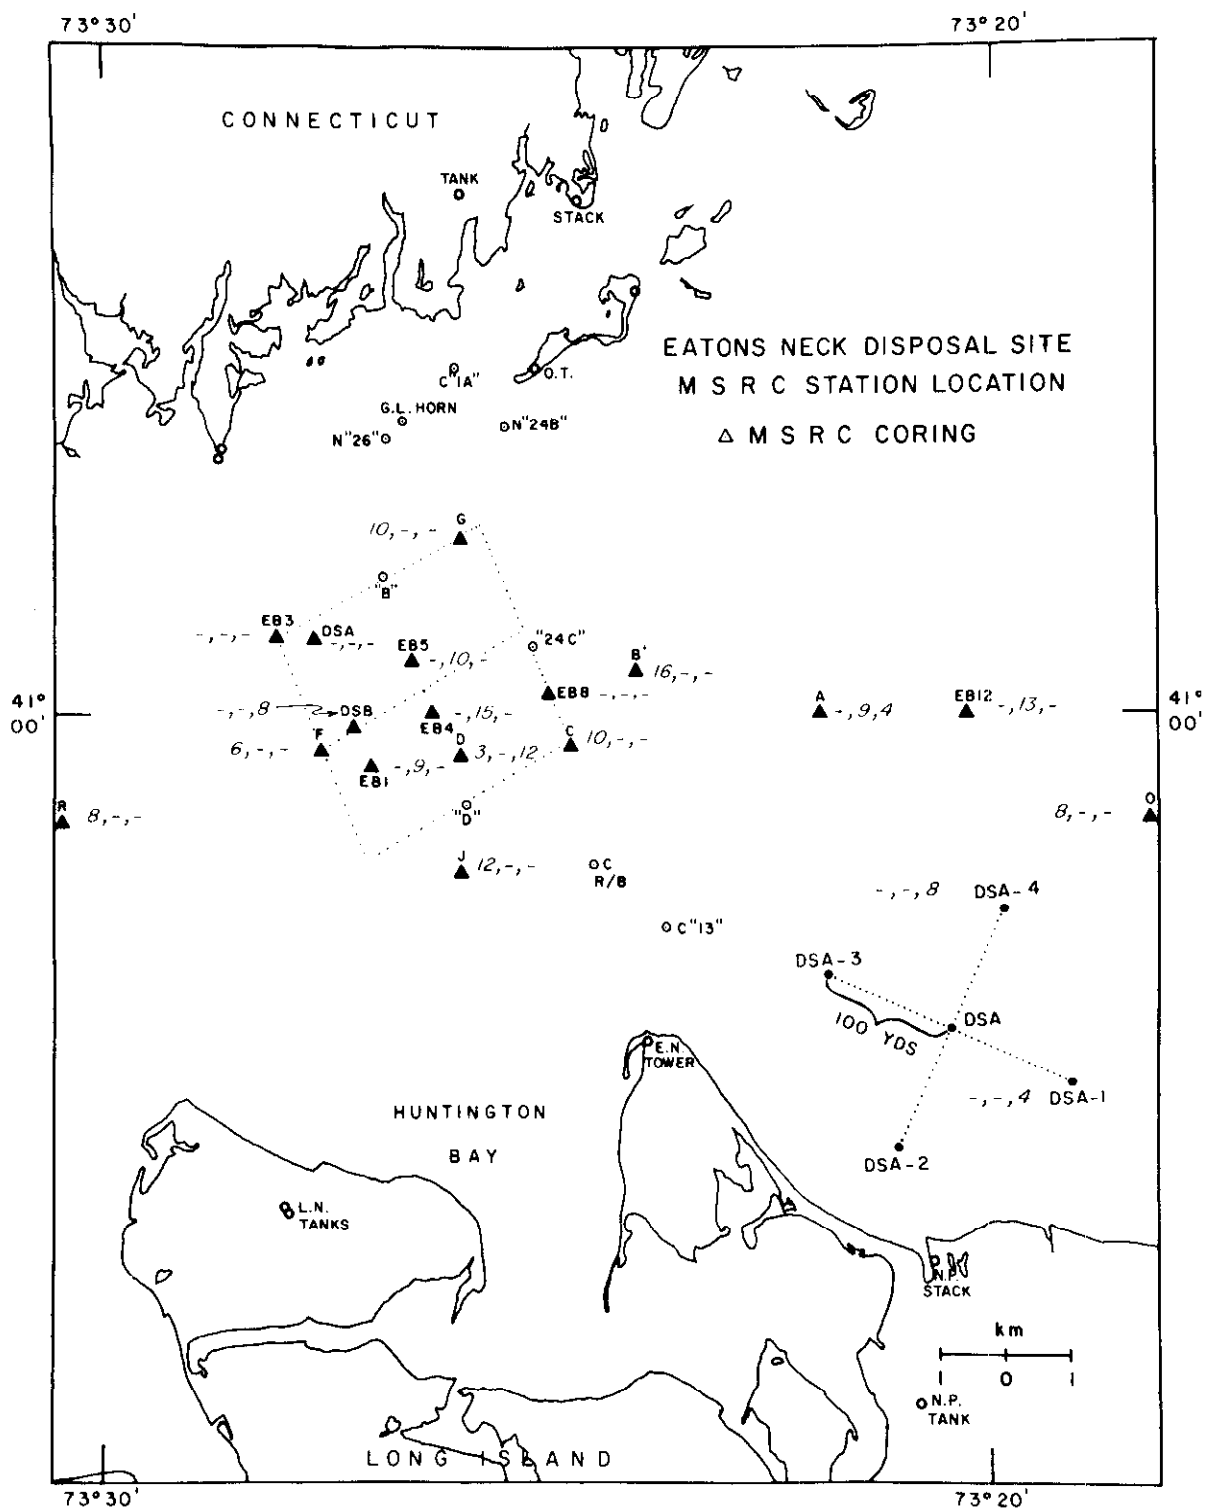 73° 30'
73° 20'
CONNECTICUT
TANK
STACK
EATONS NECK DISPOSAL SITE
M S R C STATION LOCATION
△ M S R C CORING
C "1A"
O.T.
G.L. HORN
N"26"
N"24B"
G
10,-,-
"B"
EB3
-,-,-
DSA
-,-,-
EB5
-,10,-
"24C"
B'
16,-,-
EB8
-,-,-
A
-,9,4
EB12
-,13,-
41°
00'
41°
00'
-,-,8
DSB
EB4
-,15,-
F
6,-,-
EB1
-,9,-
D
3,-,12
C
10,-,-
R
8,-,-
O
8,-,-
"D"
J
12,-,-
C
R/B
C"13"
-,-,8
DSA-4
DSA-3
DSA
100 YDS
-,-,4 DSA-1
DSA-2
E.N.
TOWER
HUNTINGTON
BAY
L.N.
TANKS
N.P.
STACK
km
1 0 1
N.P.
TANK
LONG ISLAND
73° 30'
73° 20'